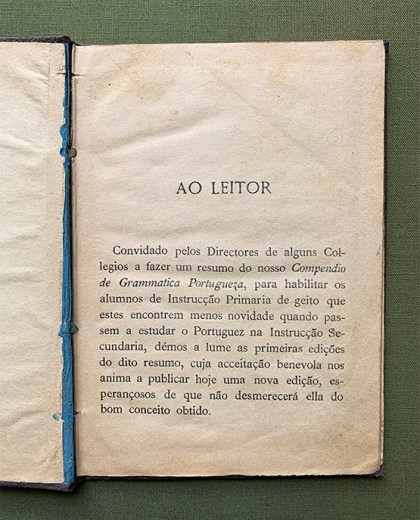 AO LEITOR
Convidado pelos Directores de alguns Col-
legios a fazer um resumo do nosso Compendio
de Grammatica Portugueza, para habilitar os
alumnos de Instrucção Primaria de geito que
estes encontrem menos novidade quando pas-
sem a estudar o Portuguez na Instrucção Se-
cundaria, démos a lume as primeiras edições
do dito resumo, cuja acceitação benevola nos
anima a publicar hoje uma nova edição, es-
perançosos de que não desmerecerá ella do
bom conceito obtido.